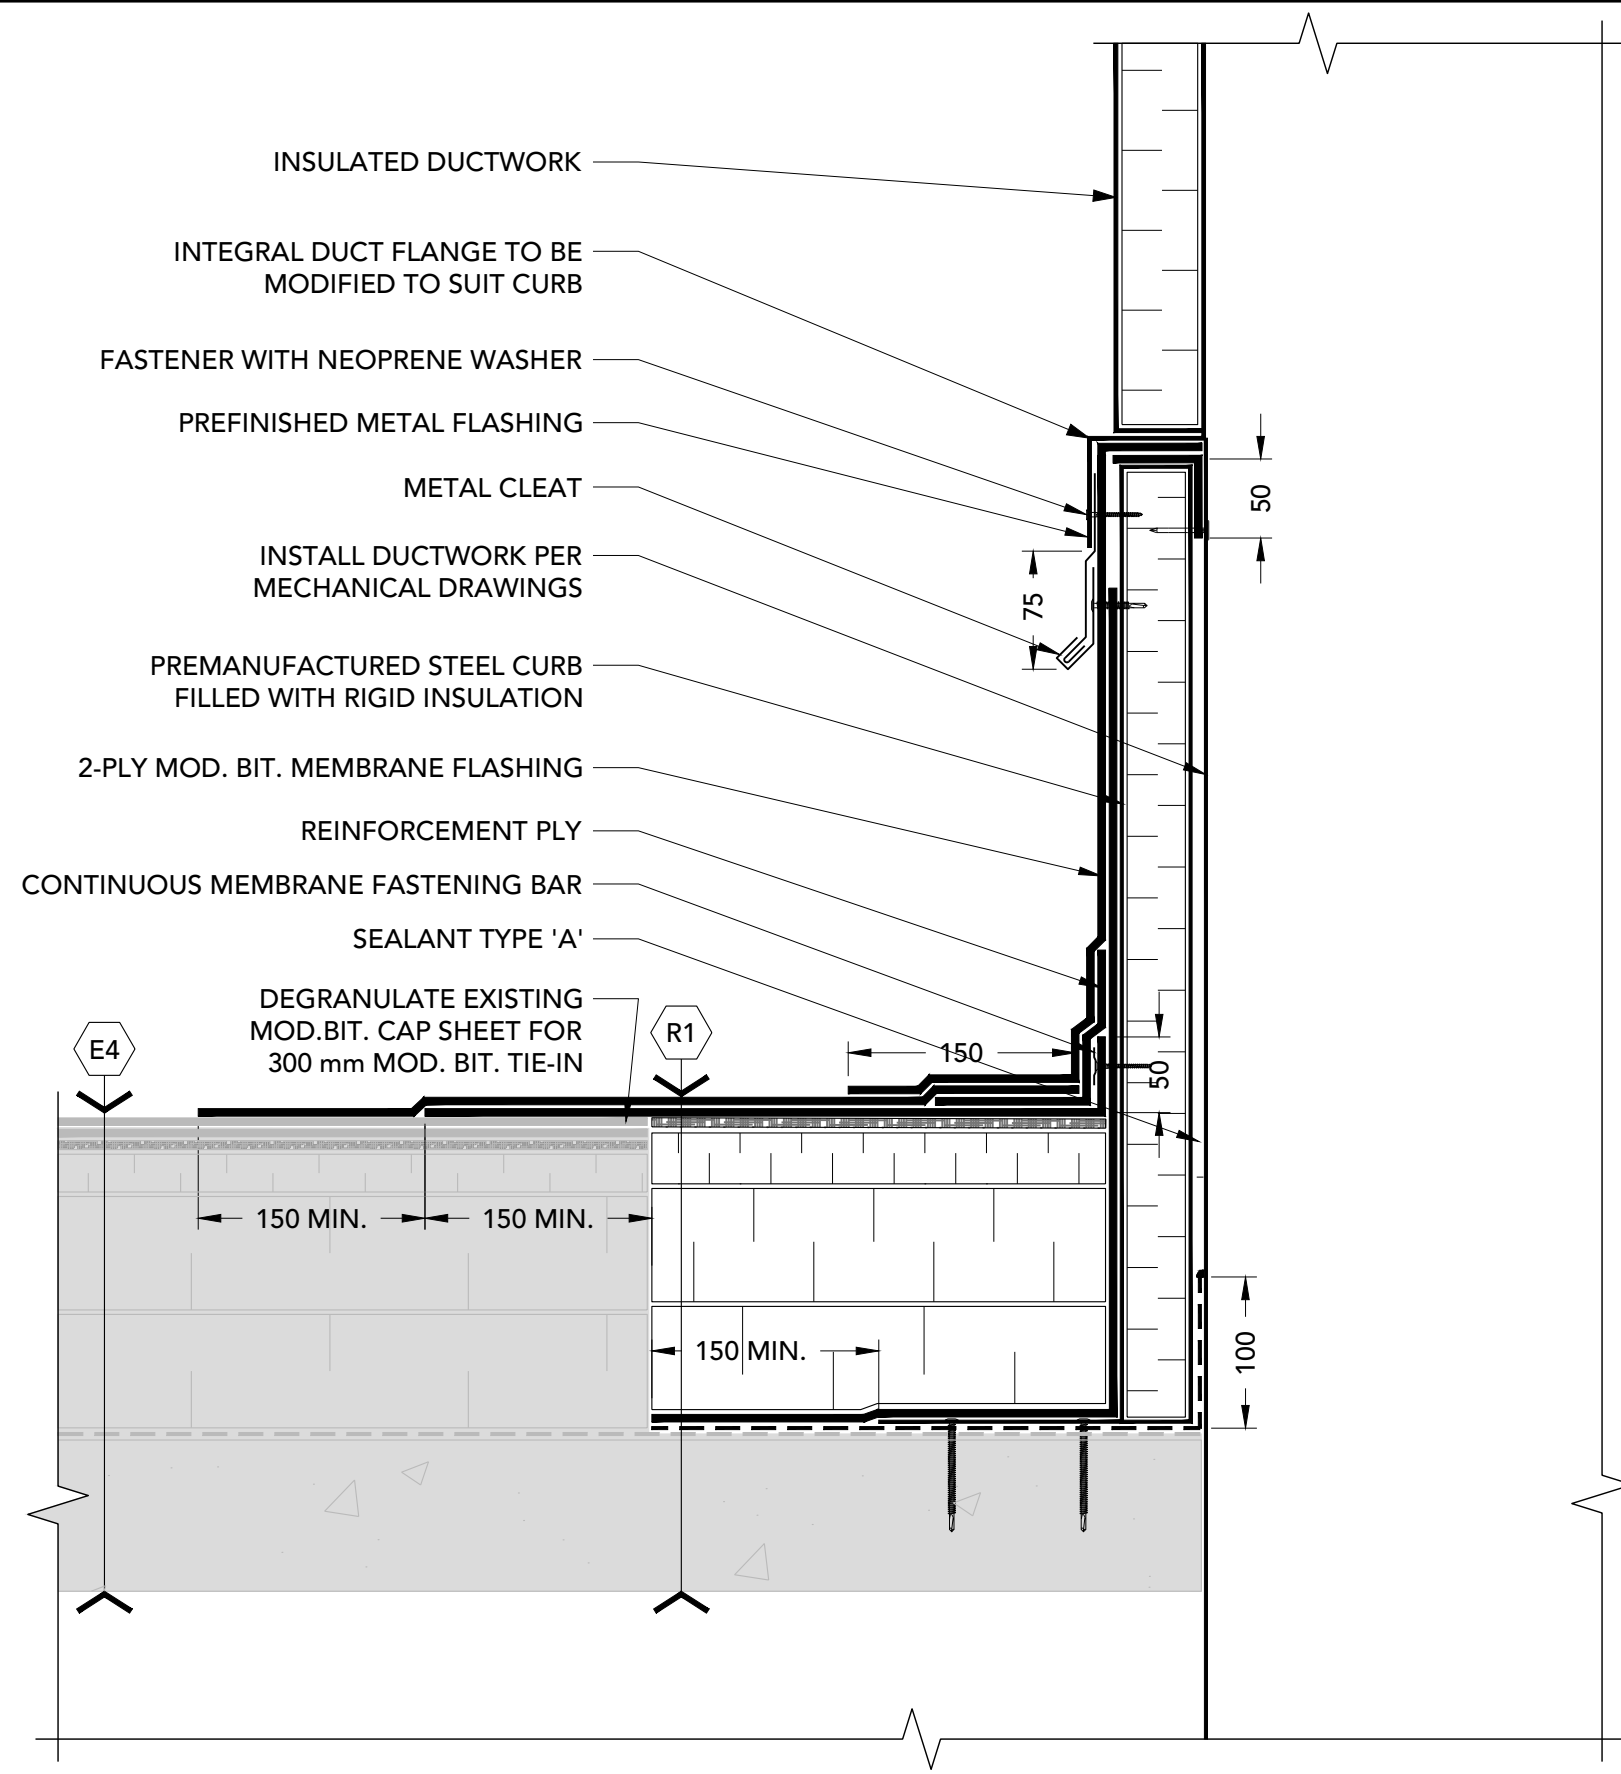 INSULATED DUCTWORK
INTEGRAL DUCT FLANGE TO BE
MODIFIED TO SUIT CURB
FASTENER WITH NEOPRENE WASHER
PREFINISHED METAL FLASHING
METAL CLEAT
INSTALL DUCTWORK PER
MECHANICAL DRAWINGS
PREMANUFACTURED STEEL CURB
FILLED WITH RIGID INSULATION
2-PLY MOD. BIT. MEMBRANE FLASHING
REINFORCEMENT PLY
CONTINUOUS MEMBRANE FASTENING BAR
SEALANT TYPE 'A'
DEGRANULATE EXISTING
MOD.BIT. CAP SHEET FOR
300 mm MOD. BIT. TIE-IN
E4
R1
50
75
150
50
150 MIN.
150 MIN.
150 MIN.
100